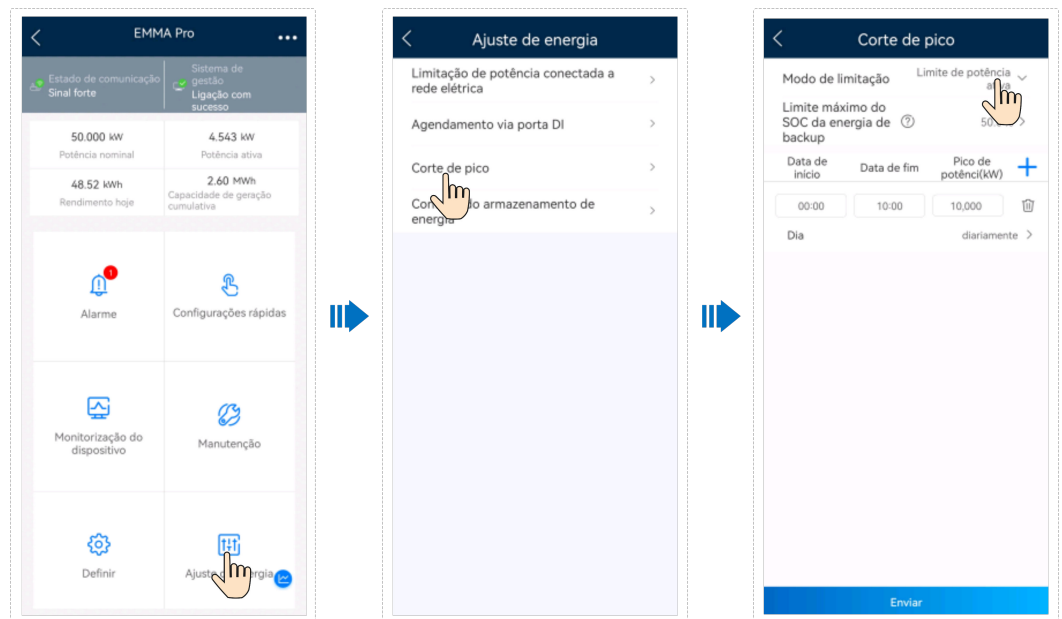 EMMA Pro
Estado de comunicação
Sinal forte
Sistema de
gestão
Ligação com
sucesso
50.000 kW
Potência nominal
4.543 kW
Potência ativa
48.52 kWh
Rendimento hoje
2.60 MWh
Capacidade de geração
cumulativa
1
Alarme
Configurações rápidas
Monitorização do
dispositivo
Manutenção
Definir
Ajuste
Ajuste de energia
Limitação de potência conectada a
rede elétrica
Agendamento via porta DI
Corte de pico
do armazenamento de
energia
Corte de pico
Modo de limitação
Limite de potência
Limite máximo do
SOC da energia de
backup
?
Data de
início
Data de fim
Pico de
potênci(kW)
00:00
10:00
10,000
Dia
diariamente
Enviar